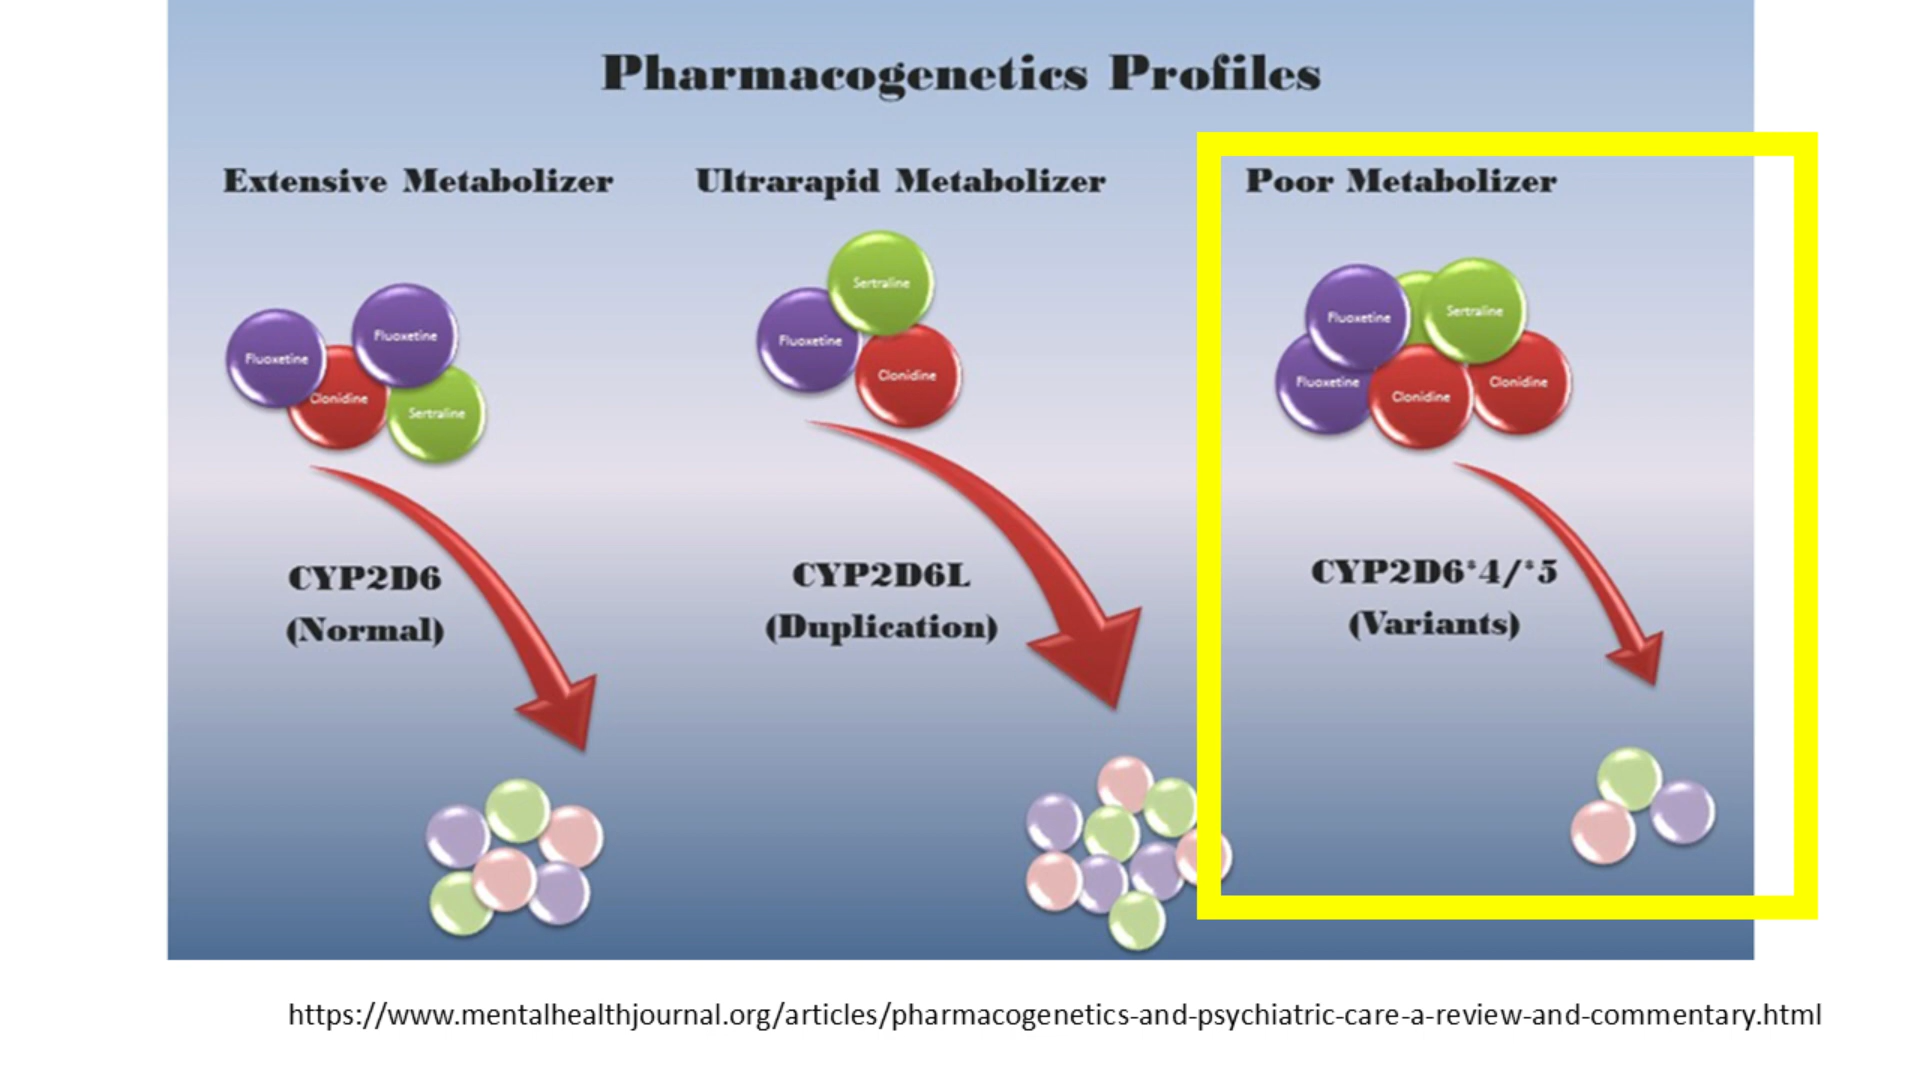 Pharmacogenetics Profiles
Extensive Metabolizer
Fluoxetine
Fluoxetine
Clonidine
Sertraline
CYP2D6
(Normal)
Ultrarapid Metabolizer
Sertraline
Fluoxetine
Clonidine
CYP2D6L
(Duplication)
Poor Metabolizer
Fluoxetine
Sertraline
Fluoxetine
Clonidine
Clonidine
CYP2D6*4/*5
(Variants)
https://www.mentalhealthjournal.org/articles/pharmacogenetics-and-psychiatric-care-a-review-and-commentary.html